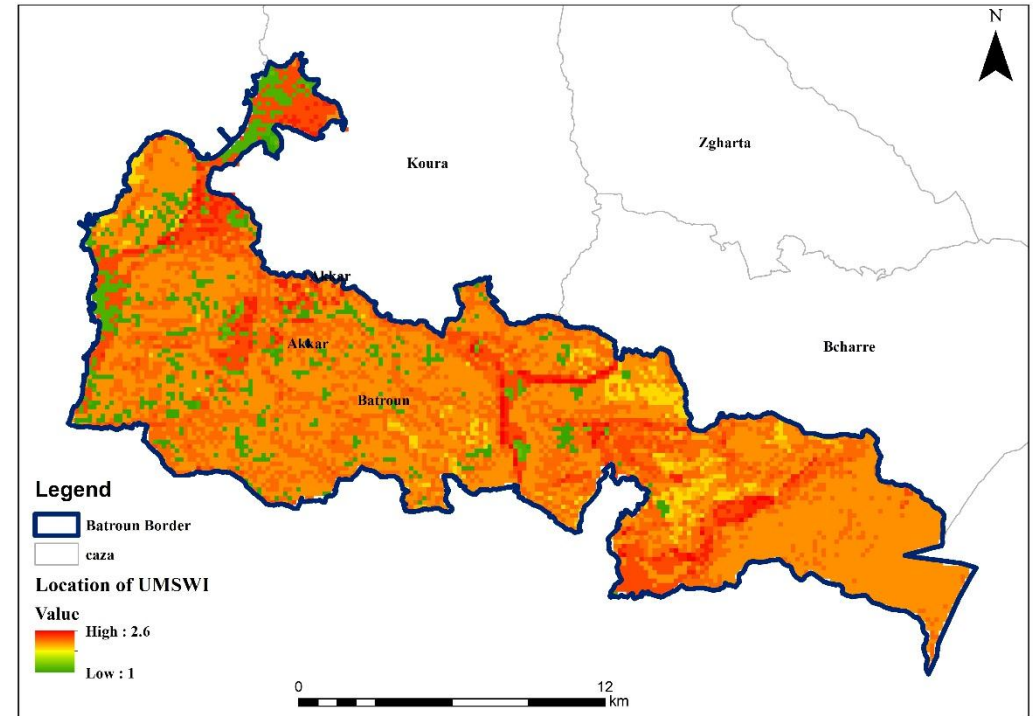 N
Zgharta
Koura
Akkar
Akkar
Bcharre
Batroun
Legend
Batroun Border
caza
Location of UMSWI
Value
High : 2.6
Low : 1
0 12
km